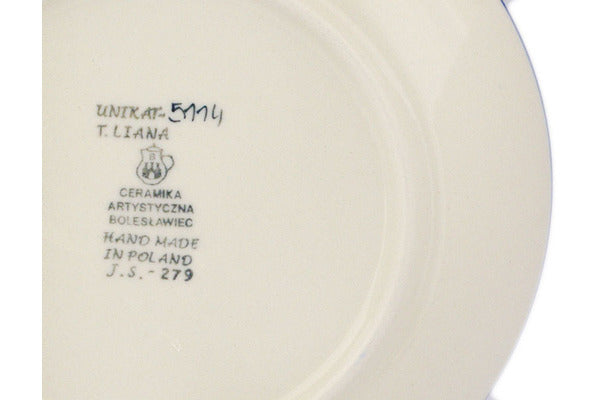 UNIKAT-5114
T. LIANA
B
CERAMIKA
ARTYSTYCZNA
BOLESŁAWIEC
HAND MADE
IN POLAND
J.S.-279